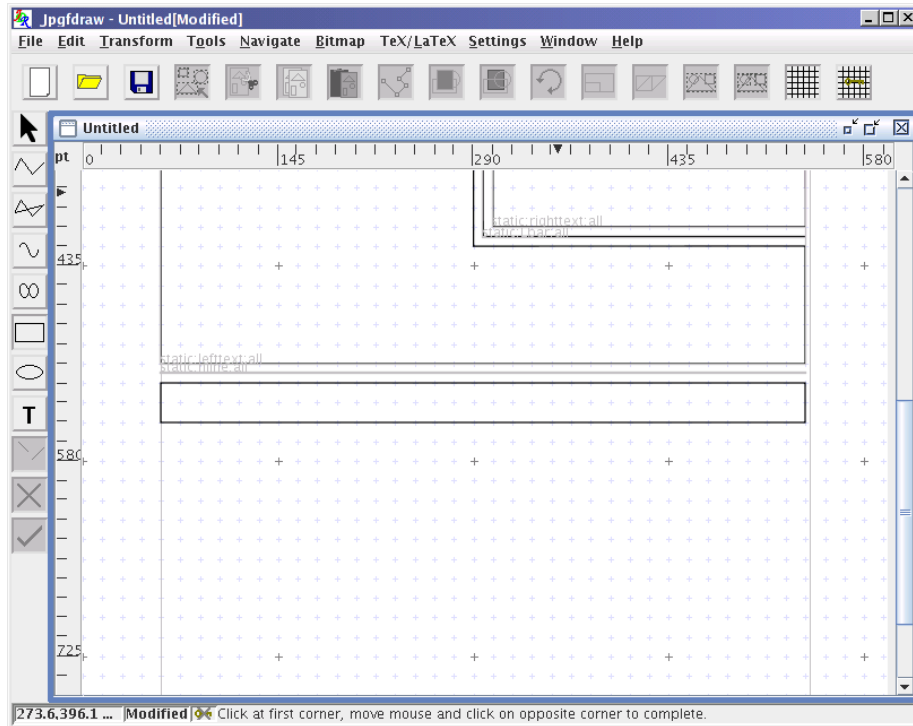 Jpgfdraw - Untitled[Modified]
File Edit Transform Tools Navigate Bitmap TeX/LaTeX Settings Window Help
Untitled
pt 0 145 290 435 580
static:righttext:all
static:l bar:all
435
static:lefttext:all
static:hline:all
T
580
725
273.6,396.1 ... Modified Click at first corner, move mouse and click on opposite corner to complete.